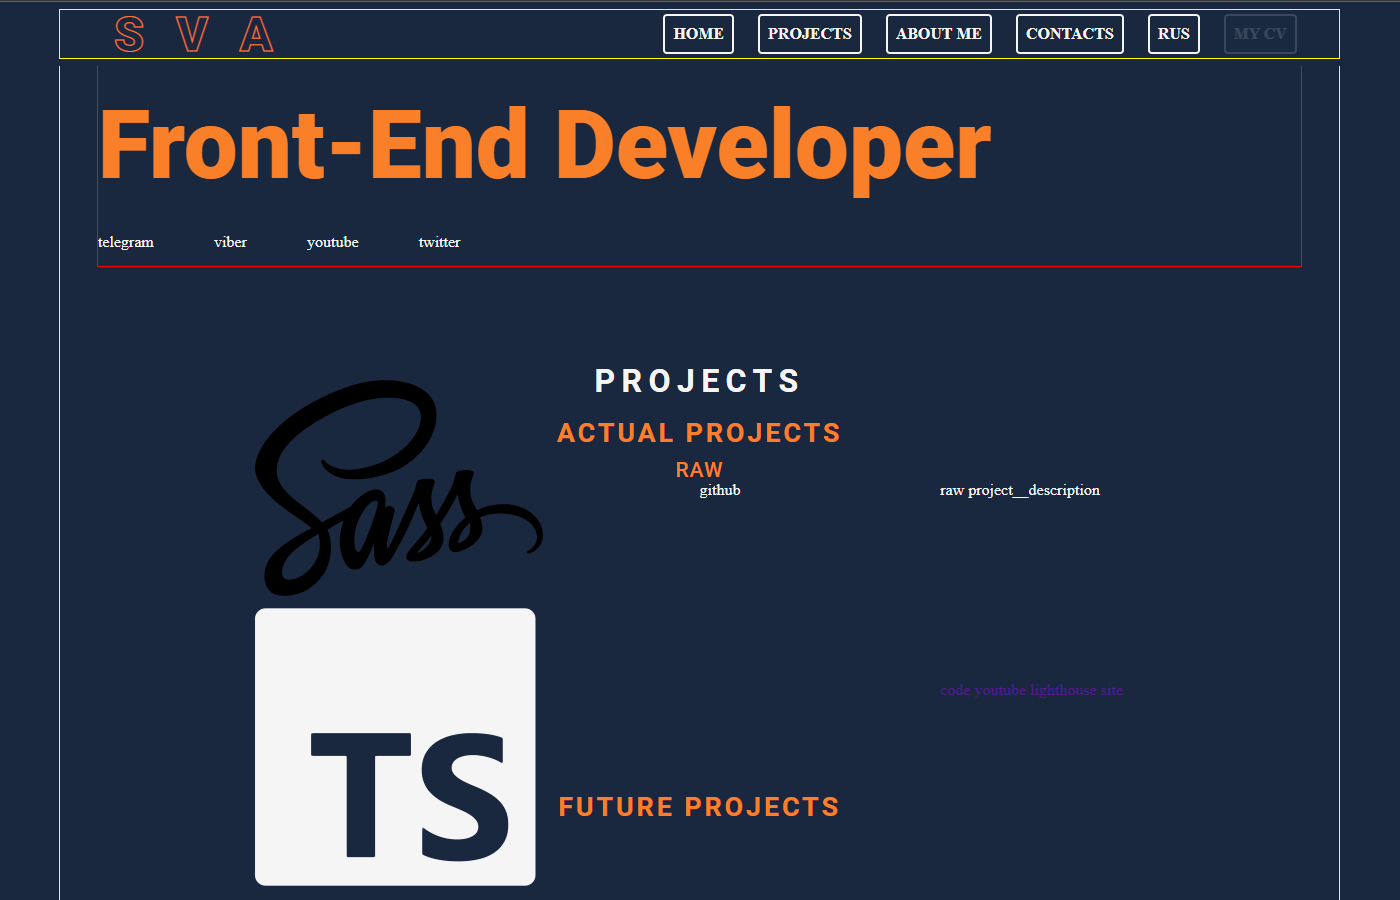 S V A
HOME PROJECTS ABOUT ME CONTACTS RUS MY CV
Front-End Developer
telegram viber youtube twitter
PROJECTS
ACTUAL PROJECTS
RAW
Sass
github
raw project__description
code youtube lighthouse site
TS
FUTURE PROJECTS